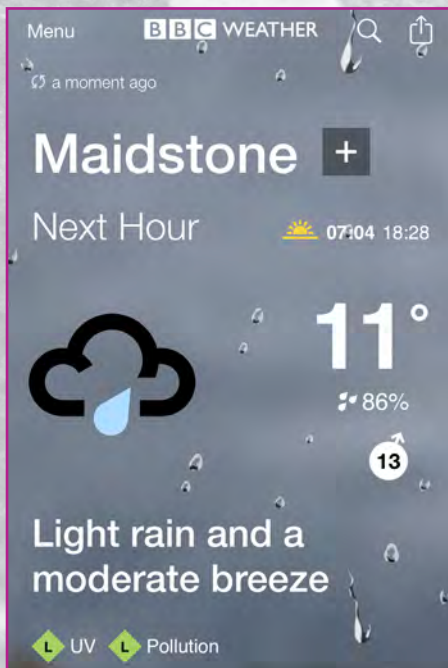 Menu BBC WEATHER
a moment ago
Maidstone +
Next Hour 07:04 18:28
11°
86%
13
Light rain and a
moderate breeze
L UV L Pollution